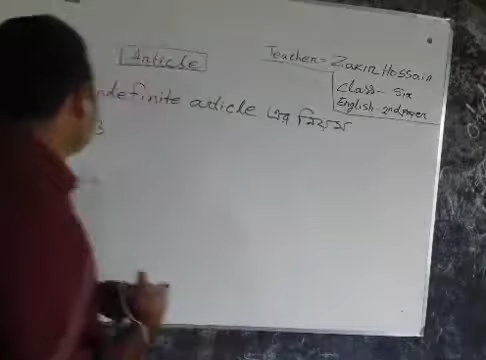 Article
Teacher= Zakir Hossain
Class- Six
English-2nd paper
ndefinite article এর নিয়ম